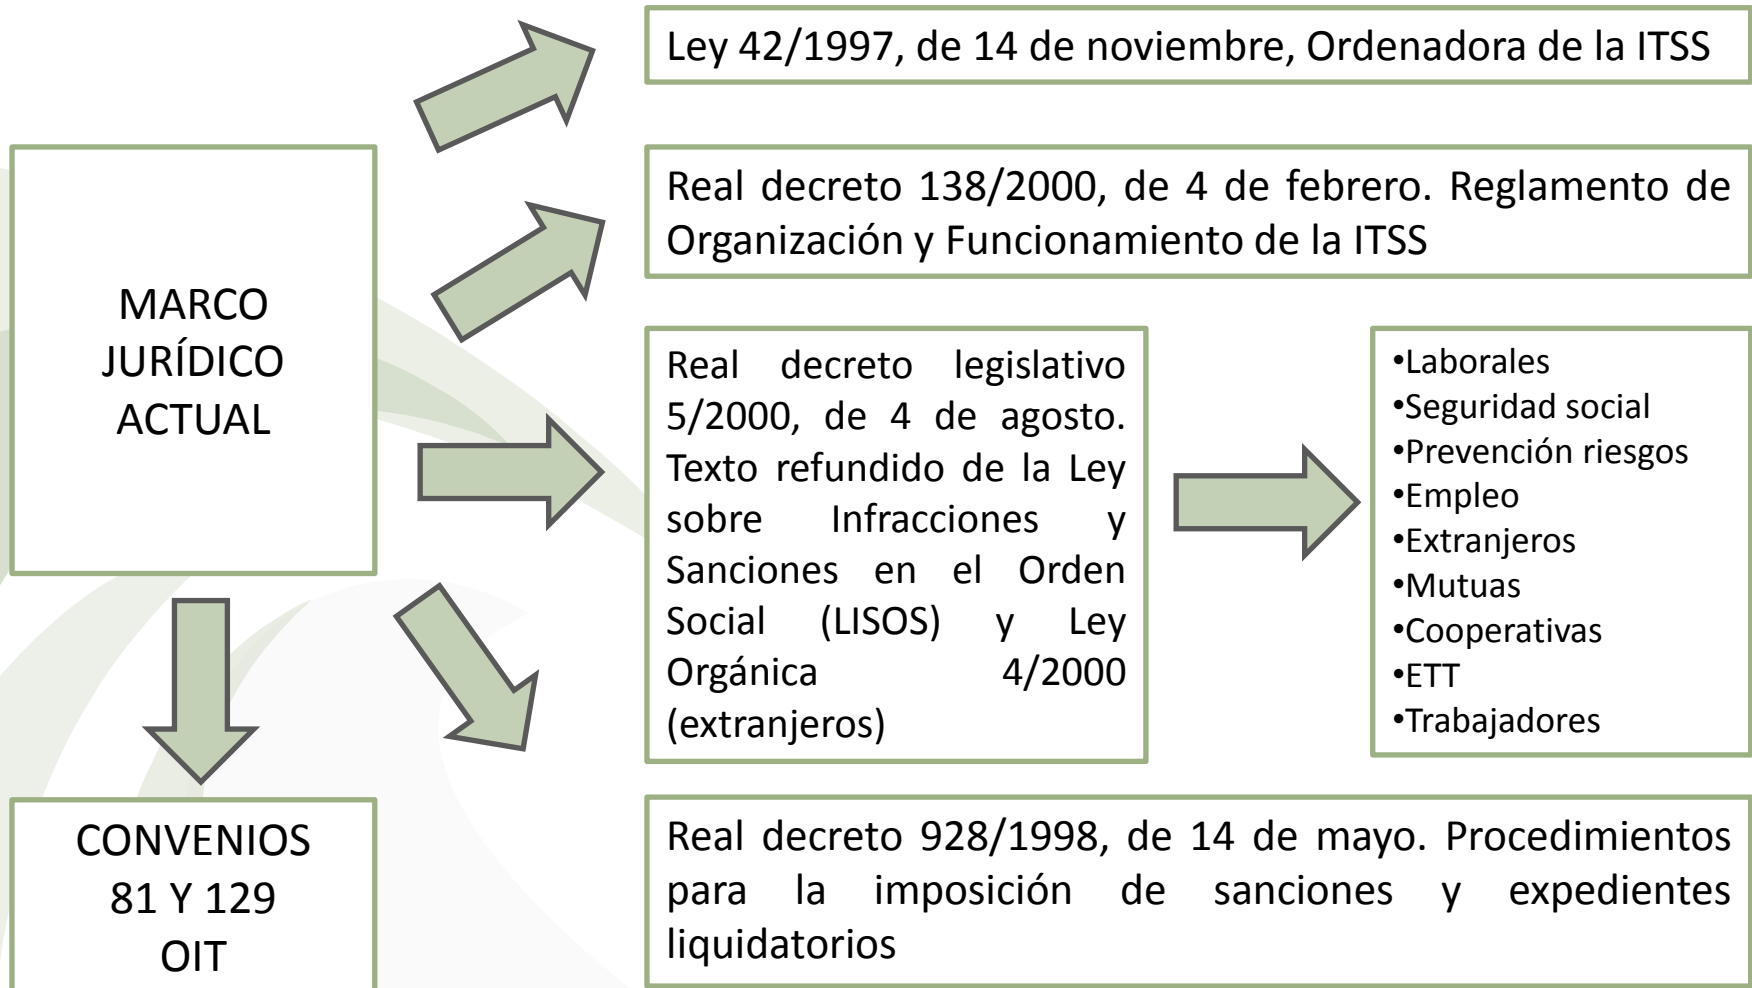 Ley 42/1997, de 14 de noviembre, Ordenadora de la ITSS
Real decreto 138/2000, de 4 de febrero. Reglamento de
Organización y Funcionamiento de la ITSS
MARCO
JURÍDICO
ACTUAL
Real decreto legislativo
5/2000, de 4 de agosto.
Texto refundido de la Ley
sobre Infracciones y
Sanciones en el Orden
Social (LISOS) y Ley
Orgánica 4/2000
(extranjeros)
•Laborales
•Seguridad social
•Prevención riesgos
•Empleo
•Extranjeros
•Mutuas
•Cooperativas
•ETT
•Trabajadores
CONVENIOS
81 Y 129
OIT
Real decreto 928/1998, de 14 de mayo. Procedimientos
para la imposición de sanciones y expedientes
liquidatorios